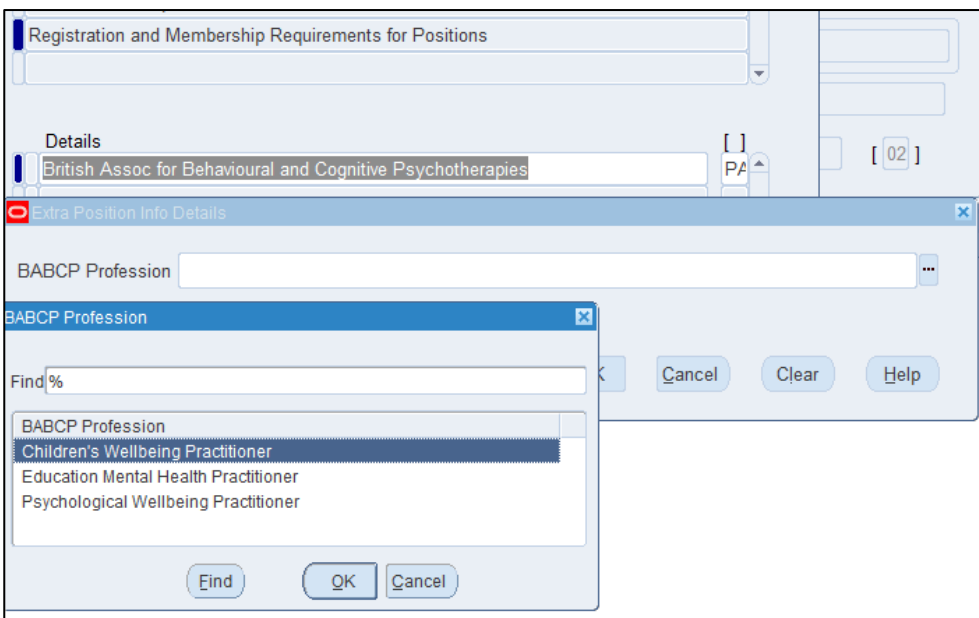 Registration and Membership Requirements for Positions
Details [ ]
British Assoc for Behavioural and Cognitive Psychotherapies PA
[ 02 ]
Extra Position Info Details
BABCP Profession ...
BABCP Profession
Find %
K Cancel Clear Help
BABCP Profession
Children's Wellbeing Practitioner
Education Mental Health Practitioner
Psychological Wellbeing Practitioner
Find OK Cancel